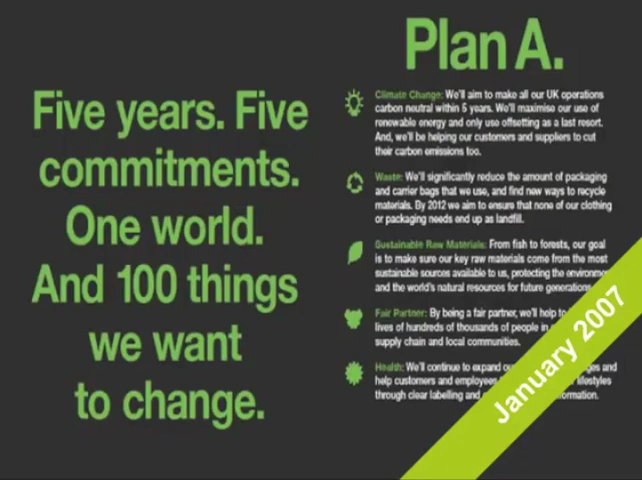 Five years. Five
commitments.
One world.
And 100 things
we want
to change.
Plan A.
Climate Change: We'll aim to make all our UK operations
carbon neutral within 5 years. We'll maximise our use of
renewable energy and only use offsetting as a last resort.
And, we'll be helping our customers and suppliers to cut
their carbon emissions too.
Waste: We'll significantly reduce the amount of packaging
and carrier bags that we use, and find new ways to recycle
materials. By 2012 we aim to ensure that none of our clothing
or packaging needs end up as landfill.
Sustainable Raw Materials: From fish to forests, our goal
is to make sure our key raw materials come from the most
sustainable sources available to us, protecting the
and the world's natural resources for future
Fair Partner: By being a fair partner, we'll help
lives of hundreds of thousands of people in
supply chain and local communities.
Health: We'll continue to expand and
help customers and employees lifestyles
through clear labelling and
January 2007